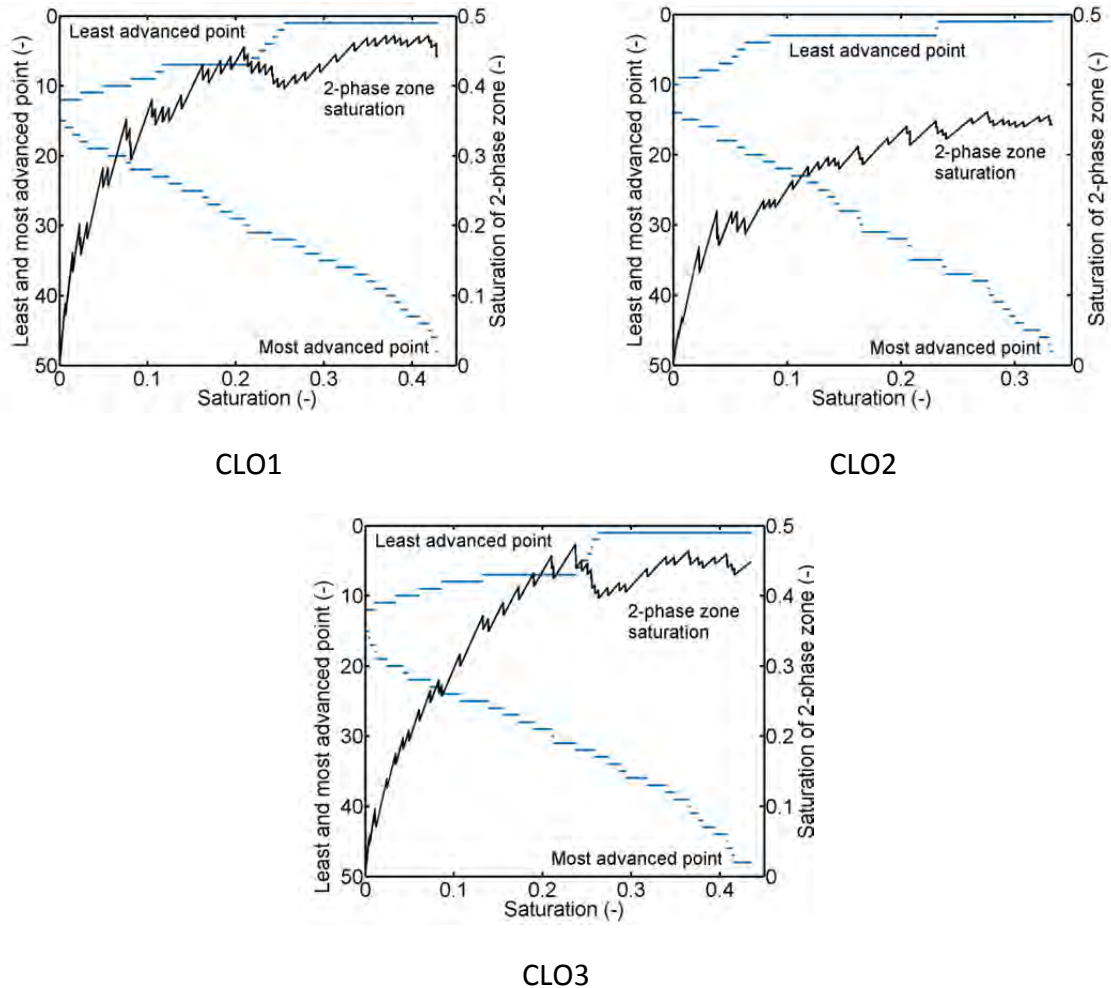 Least and most advanced point (-)
0
10
20
30
40
50
Least advanced point
2-phase zone
saturation
Most advanced point
0.5
0.4
0.3
0.2
0.1
0
Saturation of 2-phase zone (-)
0
0.1
0.2
0.3
0.4
Saturation (-)
CLO1
Least and most advanced point (-)
0
10
20
30
40
50
Least advanced point
2-phase zone
saturation
Most advanced point
0.5
0.4
0.3
0.2
0.1
0
Saturation of 2-phase zone (-)
0
0.1
0.2
0.3
Saturation (-)
CLO2
Least and most advanced point (-)
0
10
20
30
40
50
Least advanced point
2-phase zone
saturation
Most advanced point
0.5
0.4
0.3
0.2
0.1
0
Saturation of 2-phase zone (-)
0
0.1
0.2
0.3
0.4
Saturation (-)
CLO3